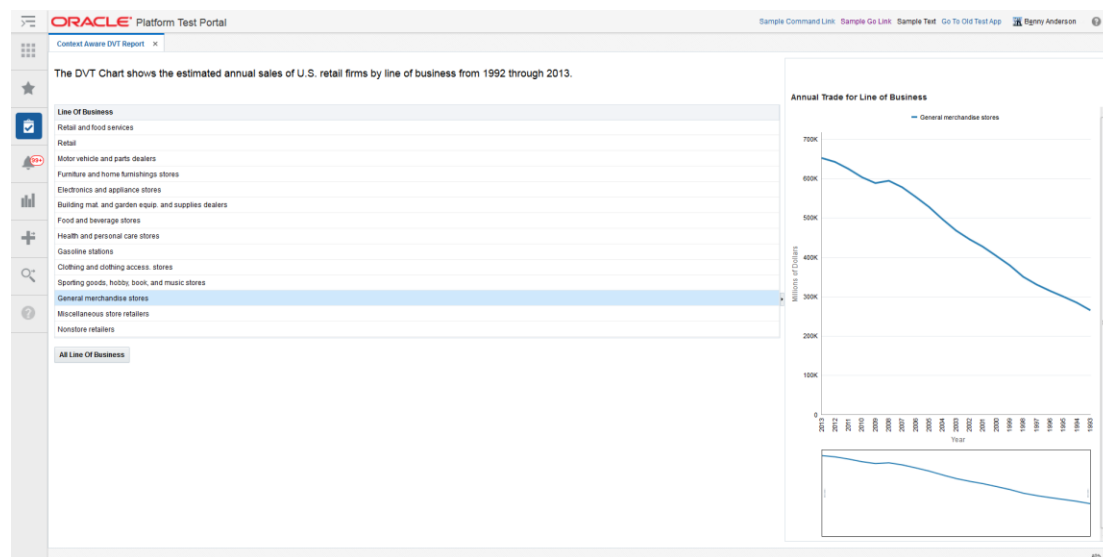 ORACLE Platform Test Portal
Sample Command Link Sample Go Link Sample Text Go To Old Test App Benny Anderson
Context Aware DVT Report ×
The DVT Chart shows the estimated annual sales of U.S. retail firms by line of business from 1992 through 2013.
Line Of Business
Retail and food services
Retail
Motor vehicle and parts dealers
Furniture and home furnishings stores
Electronics and appliance stores
Building mat. and garden equip. and supplies dealers
Food and beverage stores
Health and personal care stores
Gasoline stations
Clothing and clothing access. stores
Sporting goods, hobby, book, and music stores
General merchandise stores
Miscellaneous store retailers
Nonstore retailers
All Line Of Business
99+
Annual Trade for Line of Business
General merchandise stores
700K
600K
500K
400K
300K
200K
100K
0
Millions of Dollars
2013
2012
2011
2010
2009
2008
2007
2006
2005
2004
2003
2002
2001
2000
1999
1998
1997
1996
1995
1994
1993
Year